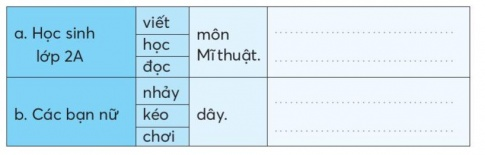 a. Học sinh
lớp 2A
viết
học
đọc
môn
Mĩ thuật.
b. Các bạn nữ
nhảy
kéo
chơi
dây.